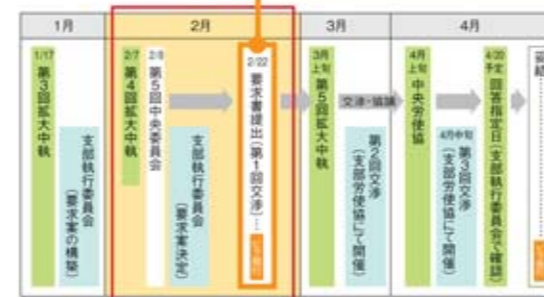 1月
2月
3月
4月
1/17
第3回拡大中執
支部執行委員会
(要求案の構築)
2/7
第4回拡大中執
2/8
第5回中央委員会
支部執行委員会
(要求案決定)
2/22
要求書提出(第1回交渉)…
3月
上旬
第5回拡大中執
交渉・協議
第2回交渉
(支部労使協にて開催)
4月
上旬
中央労使協
4月中旬
第3回交渉
(支部労使協にて開催)
4/20
予定
回答指定日(支部執行委員会で確認)
妥結